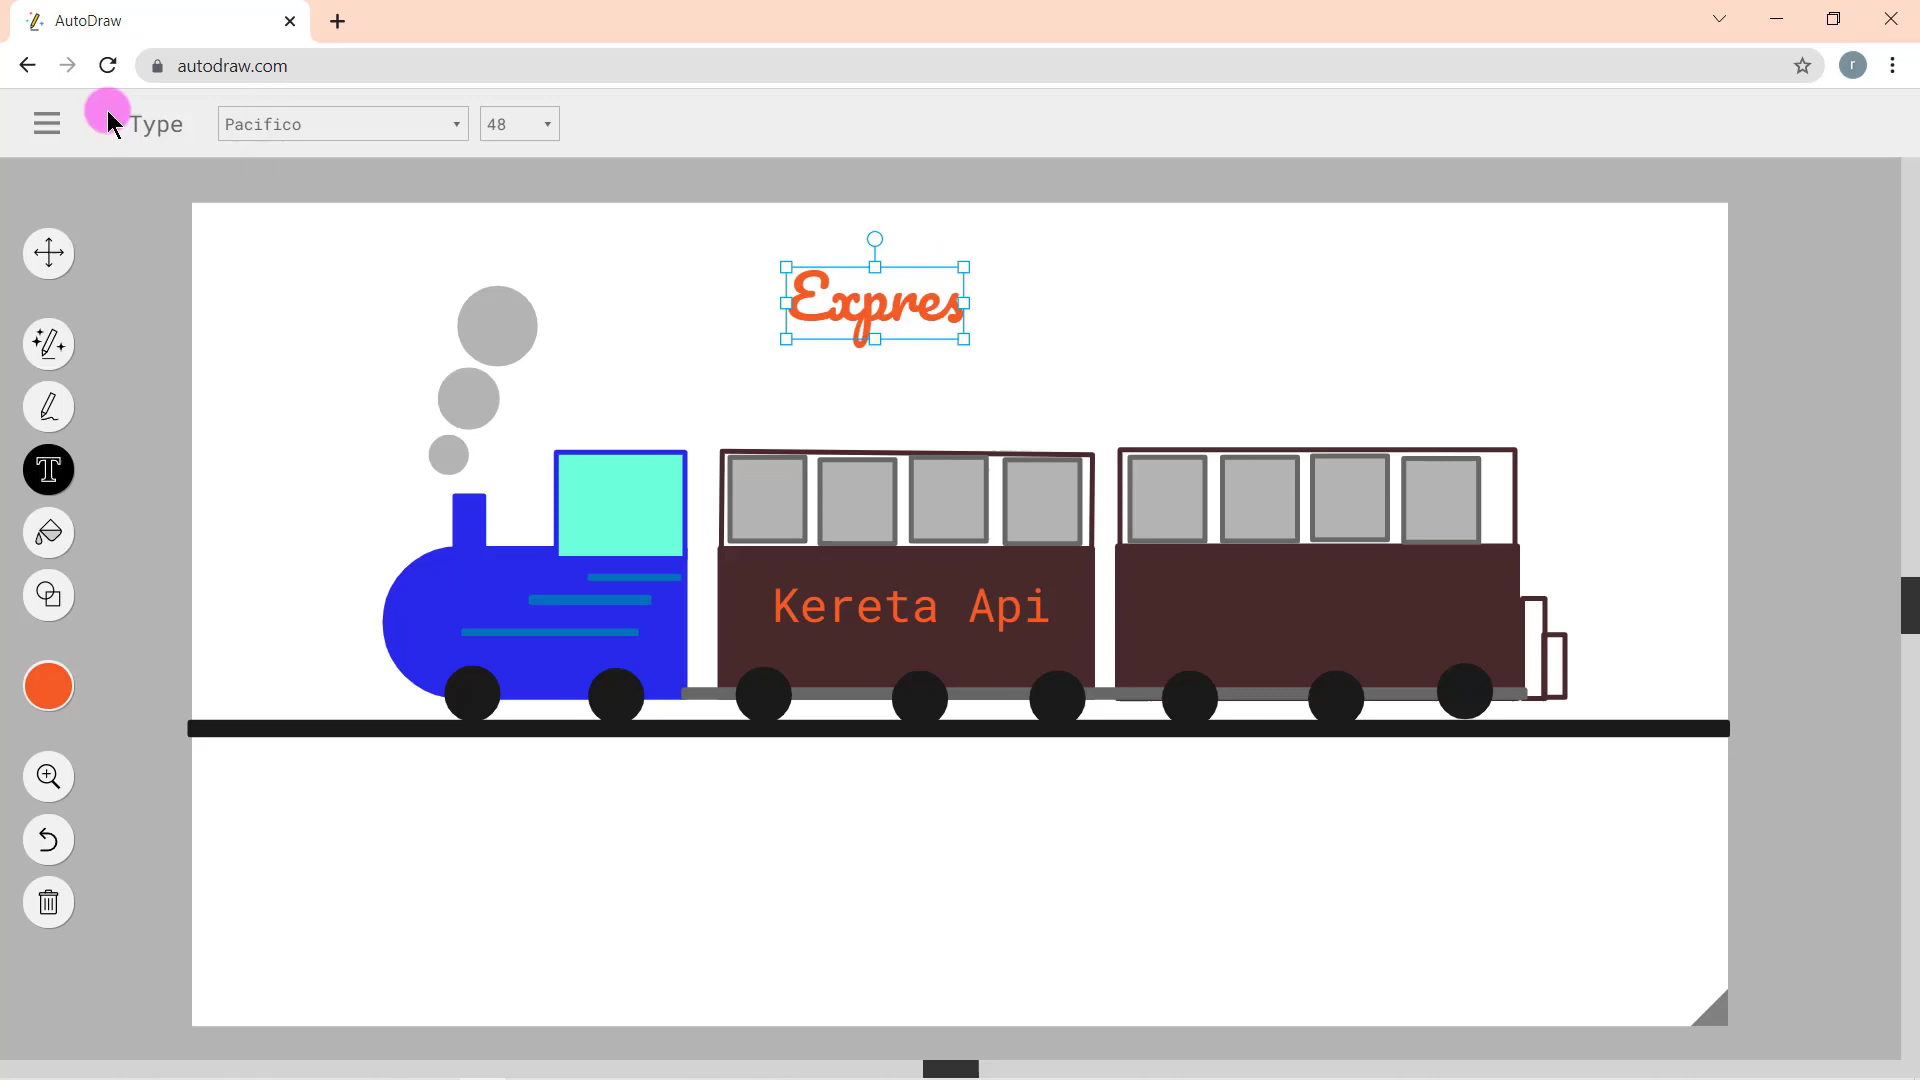 AutoDraw
autodraw.com
r
Type
Pacifico
48
Expres
T
Kereta Api